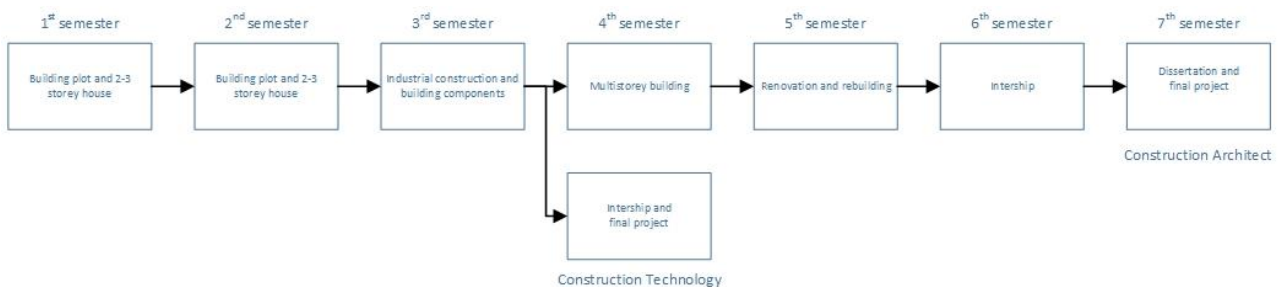 1st semester
2nd semester
3rd semester
4th semester
5th semester
6th semester
7th semester
Building plot and 2-3
storey house
Building plot and 2-3
storey house
Industrial construction and
building components
Multistorey building
Renovation and rebuilding
Intership
Dissertation and
final project
Construction Architect
Intership and
final project
Construction Technology